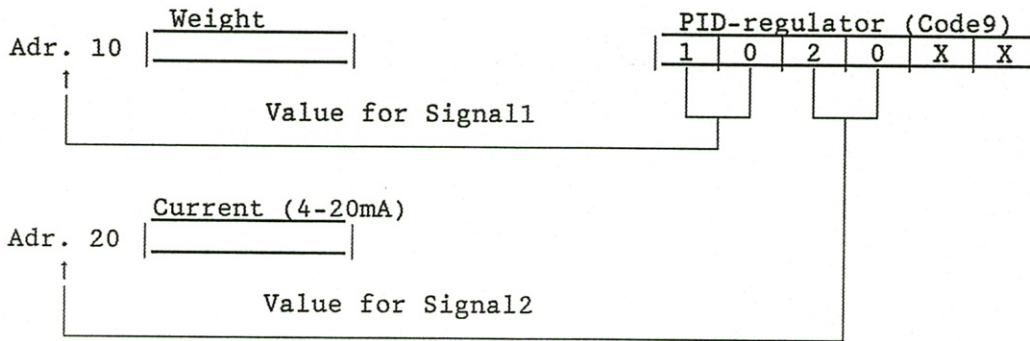 Weight
PID-regulator (Code9)
Adr. 10
1 0 2 0 X X
Value for Signal1
Current (4-20mA)
Adr. 20
Value for Signal2